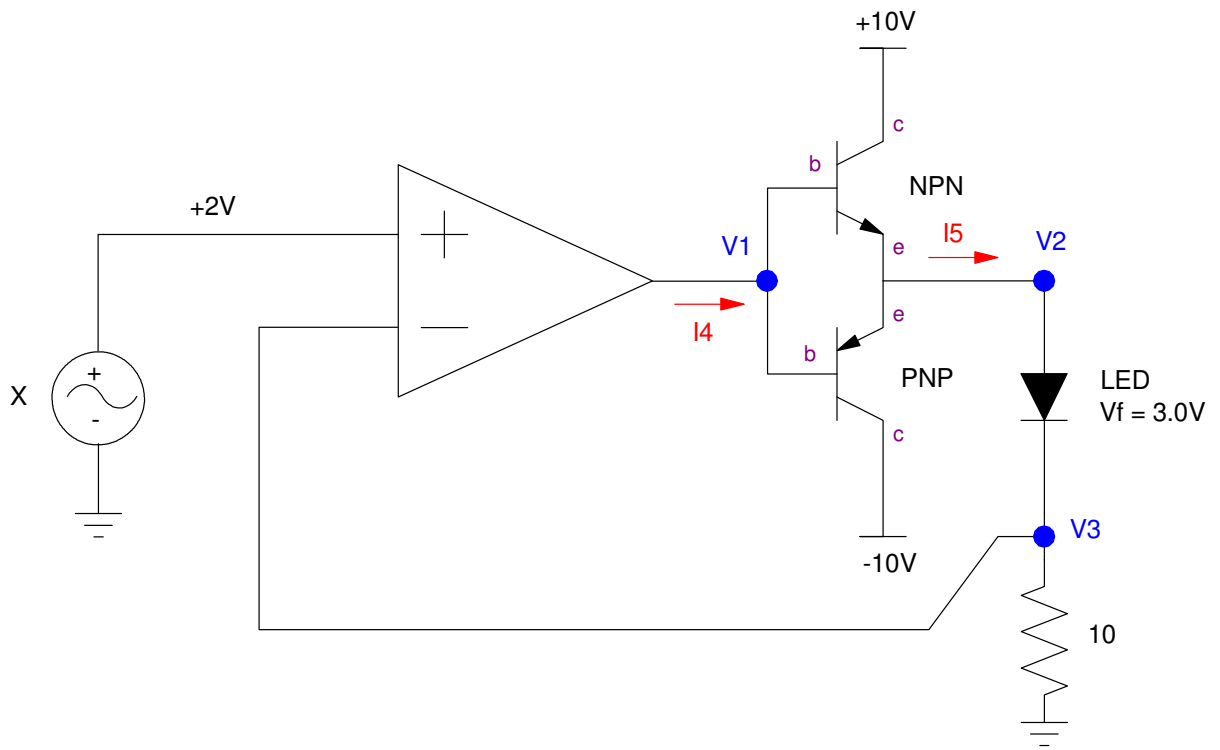 +10V
c
b
NPN
+2V
+
V1
I5
V2
e
I4
e
−
b
PNP
LED
Vf = 3.0V
X
+
-
c
V3
-10V
10